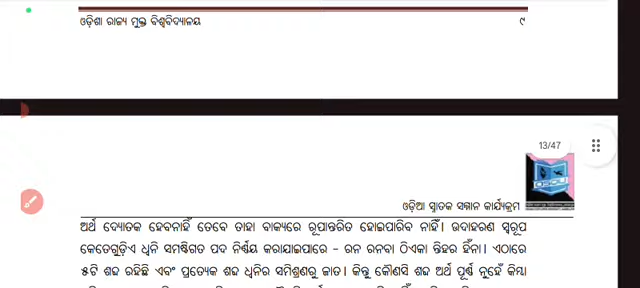 ଓଡ଼ିଶା ରାଜ୍ୟ ମୁକ୍ତ ବିଶ୍ୱବିଦ୍ୟାଳୟ ୯
13/47
ଓଡ଼ିଆ ସ୍ନାତକ ସମ୍ମାନ କାର୍ଯ୍ୟକ୍ରମ
ଅର୍ଥ ଦ୍ୟୋତକ ହେବନାହିଁ ତେବେ ତାହା ବାକ୍ୟରେ ରୂପାନ୍ତରିତ ହୋଇପାରିବ ନାହିଁ। ଉଦାହରଣ ସ୍ୱରୂପ
କେତେଗୁଡ଼ିଏ ଧ୍ୱନି ସମଷ୍ଟିଗତ ପଦ ନିର୍ଣ୍ଣୟ କରାଯାଇପାରେ – ରନ ରନବା ଠିଏକା ଡ଼ିହର ହିଁନା। ଏଠାରେ
୫ଟି ଶବ୍ଦ ରହିଛି ଏବଂ ପ୍ରତ୍ୟେକ ଶବ୍ଦ ଧ୍ୱନିର ସମିଶ୍ରଣରୁ ଜାତ। କିନ୍ତୁ କୌଣସି ଶବ୍ଦ ଅର୍ଥ ପୂର୍ଣ୍ଣ ନୁହେଁ କିମ୍ବା